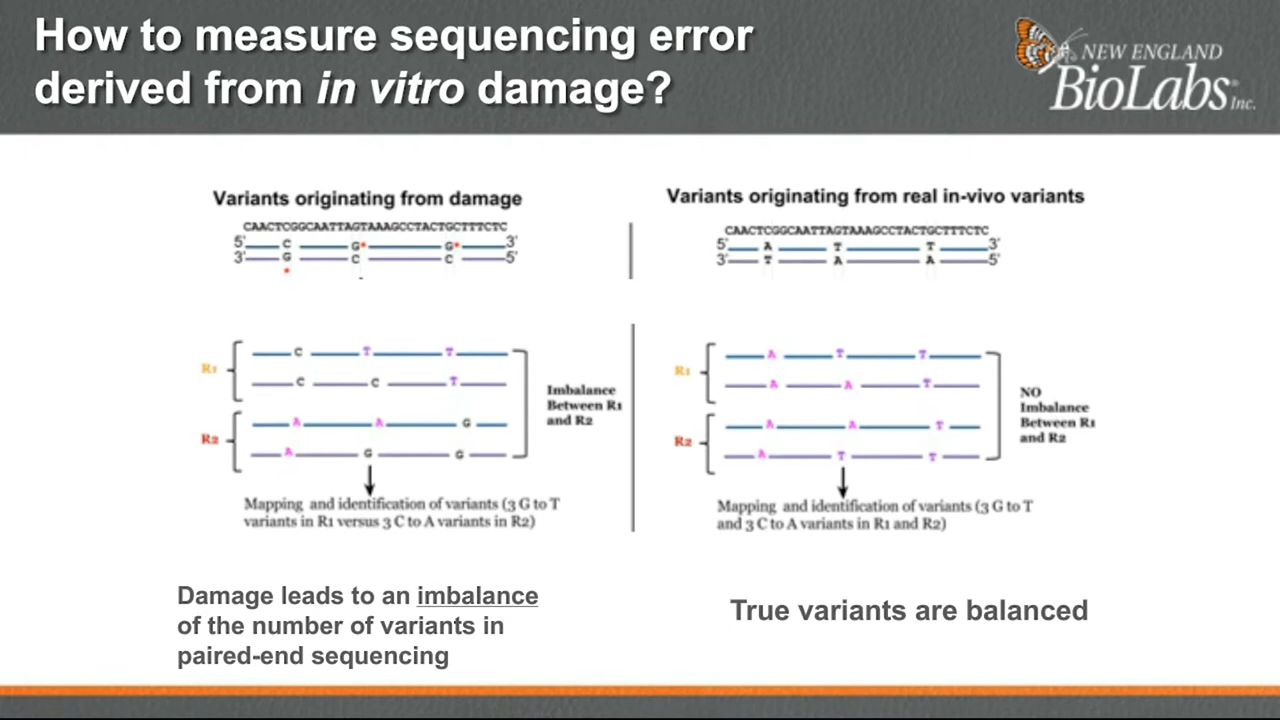 How to measure sequencing error
derived from in vitro damage?
NEW ENGLAND
BioLabs Inc.
Variants originating from damage
CAACTCGGCAATTAGTAAAGCCTACTGCTTTCTC
5' C G* G* 3'
3' G C C 5'
*
R1
C T T
C C T
R2
A A G
A G G
Imbalance
Between R1
and R2
Mapping and identification of variants (3 G to T
variants in R1 versus 3 C to A variants in R2)
Damage leads to an imbalance
of the number of variants in
paired-end sequencing
Variants originating from real in-vivo variants
CAACTCGGCAATTAGTAAAGCCTACTGCTTTCTC
5' A T T 3'
3' T A A 5'
R1
A T T
A A T
R2
A A T
A T T
NO
Imbalance
Between R1
and R2
Mapping and identification of variants (3 G to T
and 3 C to A variants in R1 and R2)
True variants are balanced